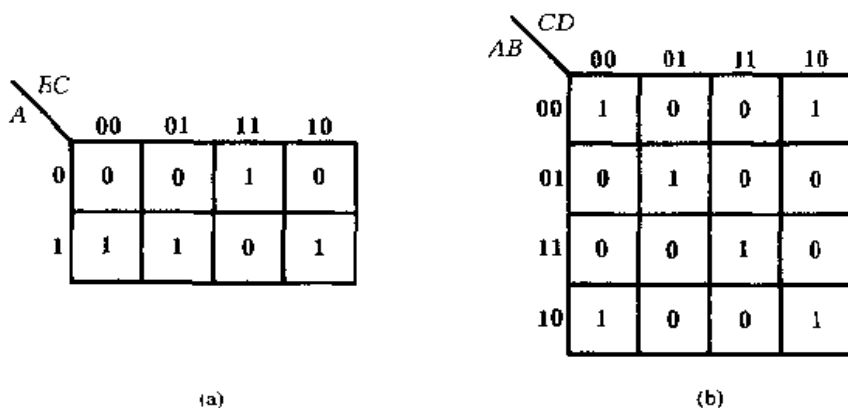 BC
A
00 01 11 10
0 0 0 1 0
1 1 1 0 1
(a)
CD
AB
00 01 11 10
00 1 0 0 1
01 0 1 0 0
11 0 0 1 0
10 1 0 0 1
(b)